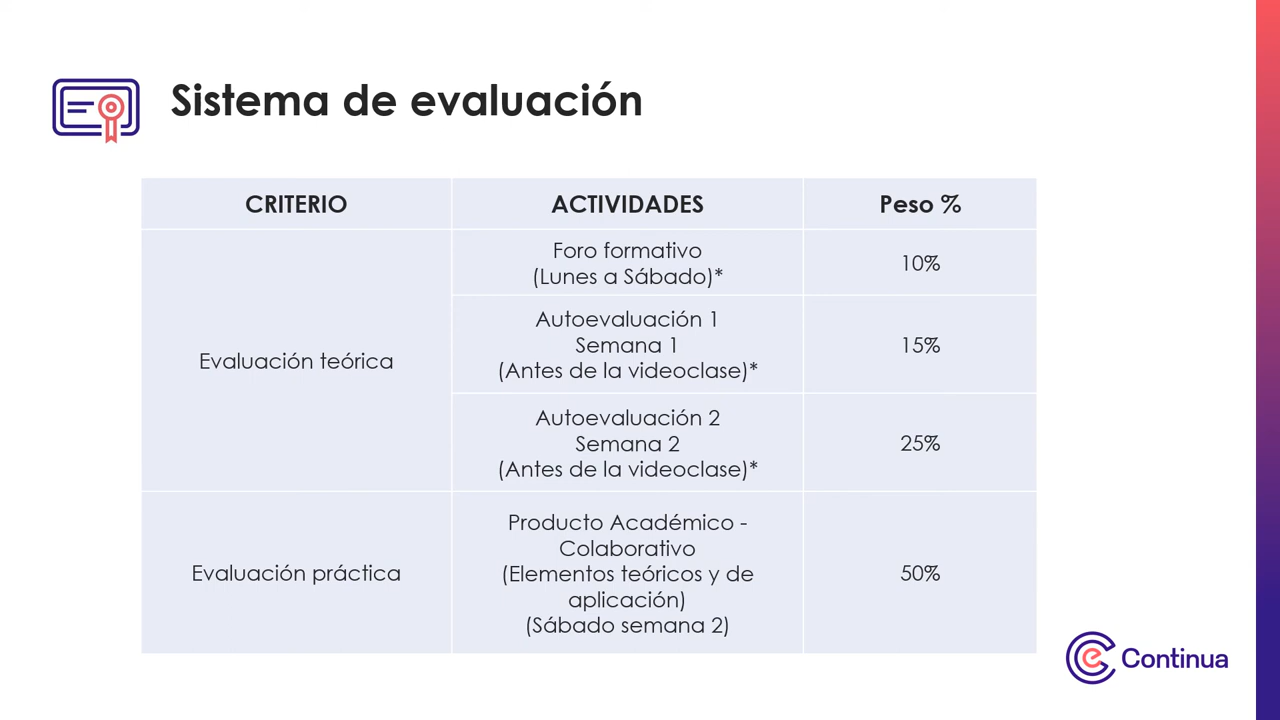 Sistema de evaluación
CRITERIO
ACTIVIDADES
Peso %
Evaluación teórica
Foro formativo
(Lunes a Sábado)*
10%
Autoevaluación 1
Semana 1
(Antes de la videoclase)*
15%
Autoevaluación 2
Semana 2
(Antes de la videoclase)*
25%
Evaluación práctica
Producto Académico -
Colaborativo
(Elementos teóricos y de
aplicación)
(Sábado semana 2)
50%
Continua